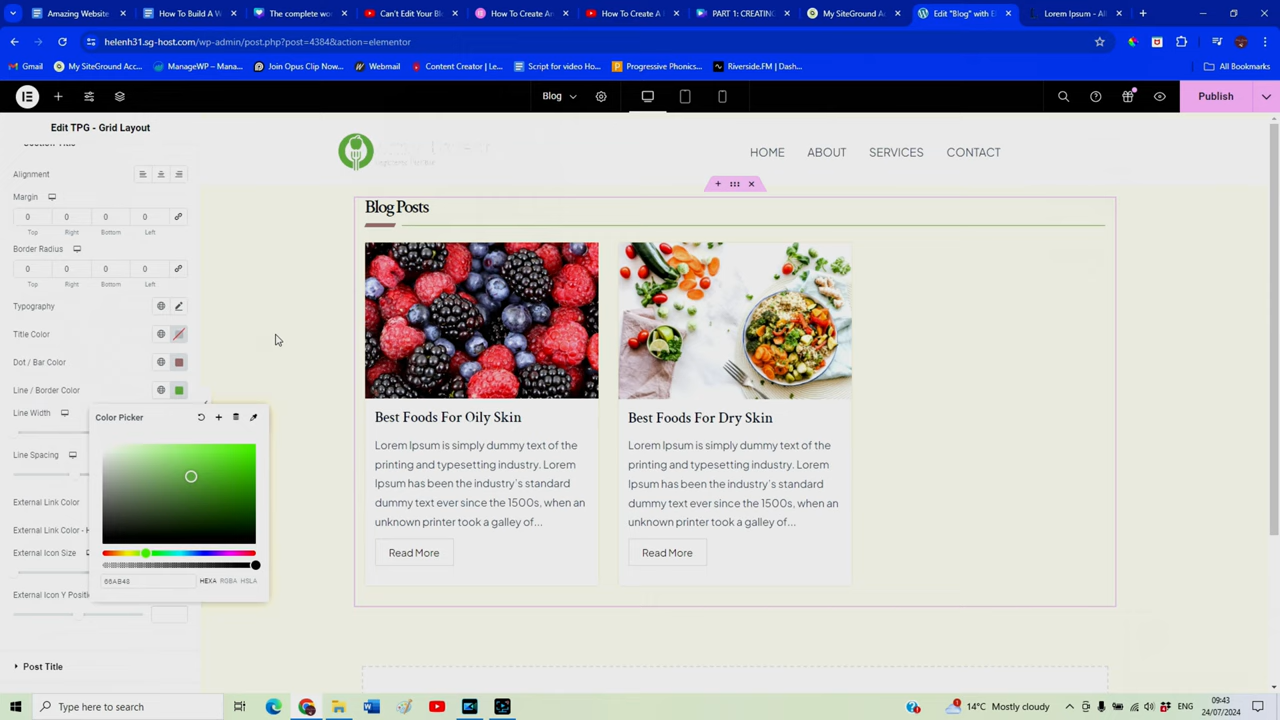 Amazing Website
How To Build A W
The complete wo
Can't Edit Your Bl
How To Create An
How To Create A
PART 1: CREATING
My SiteGround Ac
Edit "Blog" with El
Lorem Ipsum - All
helenh31.sg-host.com/wp-admin/post.php?post=4384&action=elementor
Gmail
My SiteGround Acc...
ManageWP – Mana...
Join Opus Clip Now...
Webmail
Content Creator | Le...
Script for video Ho...
Progressive Phonics...
Riverside.FM | Dash...
All Bookmarks
Blog
Publish
Edit TPG - Grid Layout
Section Title
Alignment
Margin
0 0 0 0
Top Right Bottom Left
Border Radius
0 0 0 0
Top Right Bottom Left
Typography
Title Color
Dot / Bar Color
Line / Border Color
Line Width
Line Spacing
External Link Color
External Link Color - H
External Icon Size
External Icon Y Positi
Post Title
Color Picker
66AB48
HEXA RGBA HSLA
HOME ABOUT SERVICES CONTACT
Blog Posts
Best Foods For Oily Skin
Lorem Ipsum is simply dummy text of the
printing and typesetting industry. Lorem
Ipsum has been the industry's standard
dummy text ever since the 1500s, when an
unknown printer took a galley of...
Read More
Best Foods For Dry Skin
Lorem Ipsum is simply dummy text of the
printing and typesetting industry. Lorem
Ipsum has been the industry's standard
dummy text ever since the 1500s, when an
unknown printer took a galley of...
Read More
Type here to search
14°C Mostly cloudy
ENG
09:43
24/07/2024